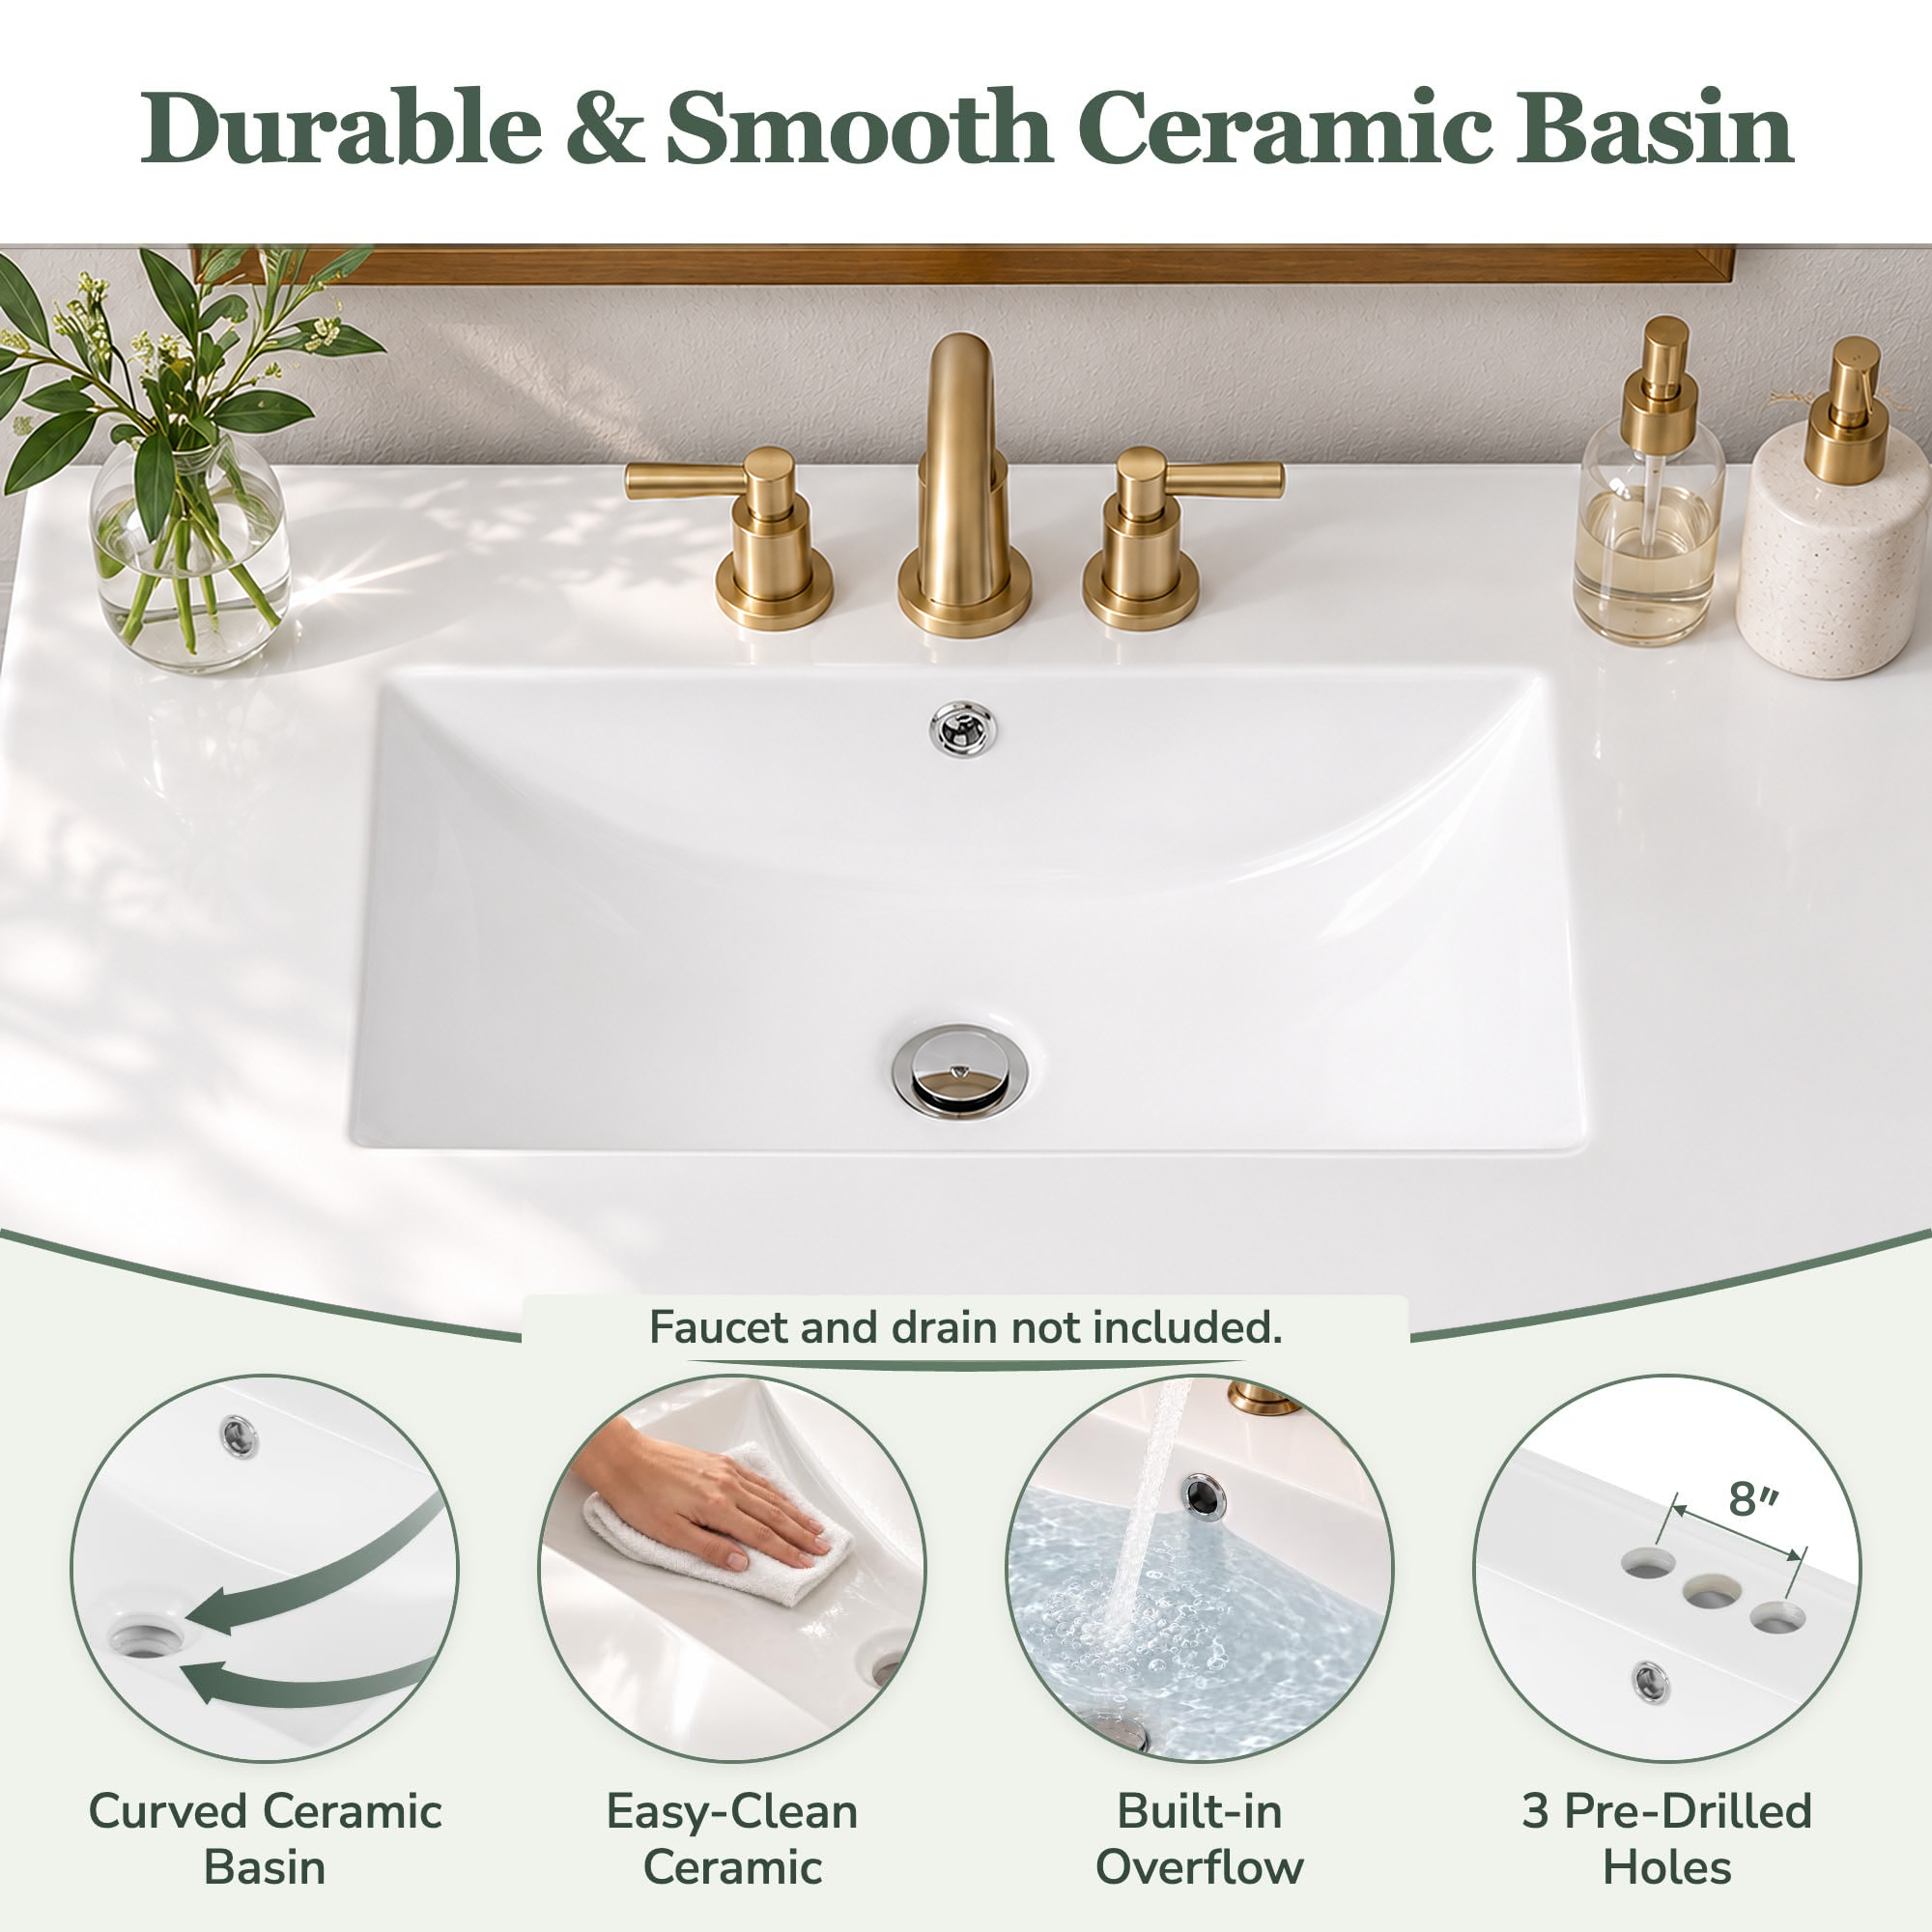 Durable & Smooth Ceramic Basin
Faucet and drain not included.
8"
Curved Ceramic
Basin
Easy-Clean
Ceramic
Built-in
Overflow
3 Pre-Drilled
Holes